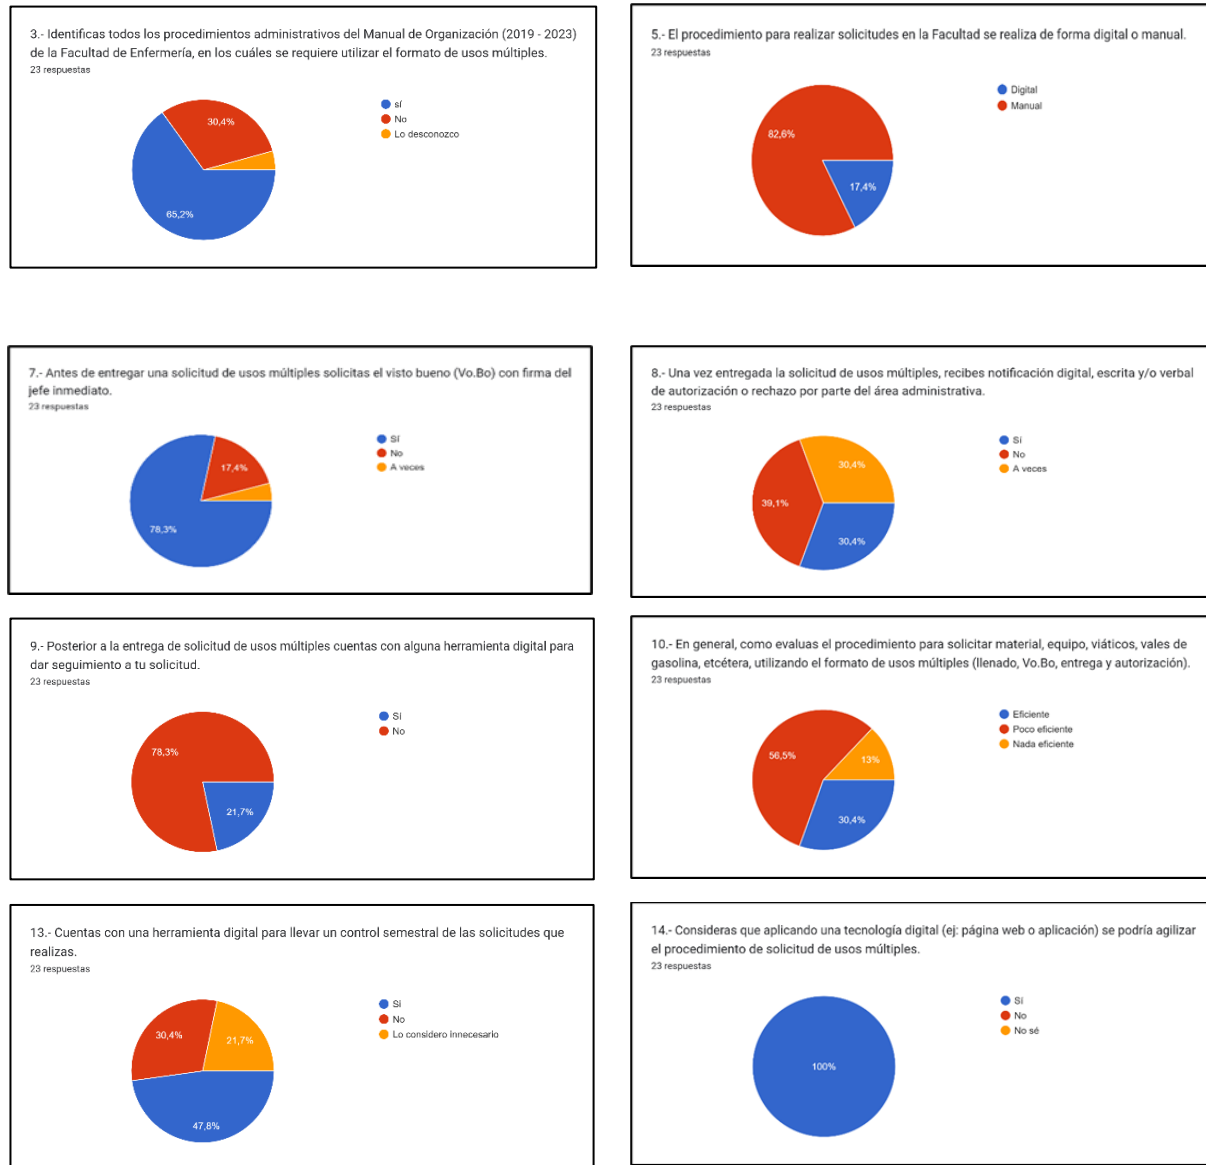 3.- Identificas todos los procedimientos administrativos del Manual de Organización (2019 - 2023)
de la Facultad de Enfermería, en los cuáles se requiere utilizar el formato de usos múltiples.
23 respuestas
sí
No
Lo desconozco
30,4%
65,2%
5.- El procedimiento para realizar solicitudes en la Facultad se realiza de forma digital o manual.
23 respuestas
Digital
Manual
82,6%
17,4%
7.- Antes de entregar una solicitud de usos múltiples solicitas el visto bueno (Vo.Bo) con firma del
jefe inmediato.
23 respuestas
Sí
No
A veces
17,4%
78,3%
8.- Una vez entregada la solicitud de usos múltiples, recibes notificación digital, escrita y/o verbal
de autorización o rechazo por parte del área administrativa.
23 respuestas
Sí
No
A veces
30,4%
39,1%
30,4%
9.- Posterior a la entrega de solicitud de usos múltiples cuentas con alguna herramienta digital para
dar seguimiento a tu solicitud.
23 respuestas
Sí
No
78,3%
21,7%
10.- En general, como evaluas el procedimiento para solicitar material, equipo, viáticos, vales de
gasolina, etcétera, utilizando el formato de usos múltiples (llenado, Vo.Bo, entrega y autorización).
23 respuestas
Eficiente
Poco eficiente
Nada eficiente
56,5%
13%
30,4%
13.- Cuentas con una herramienta digital para llevar un control semestral de las solicitudes que
realizas.
23 respuestas
Sí
No
Lo considero innecesario
30,4%
21,7%
47,8%
14.- Consideras que aplicando una tecnología digital (ej: página web o aplicación) se podría agilizar
el procedimiento de solicitud de usos múltiples.
23 respuestas
Sí
No
No sé
100%